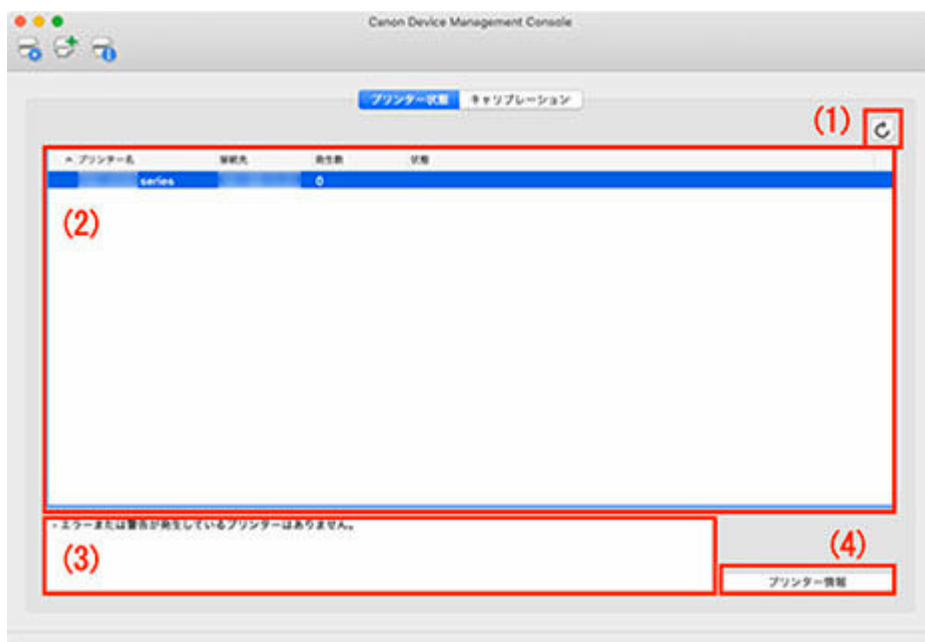 Canon Device Management Console
プリンター状態 キャリブレーション
(1)
プリンター名 接続先 発生数 状態
series 0
(2)
・エラーまたは警告が発生しているプリンターはありません。
(3)
(4)
プリンター情報